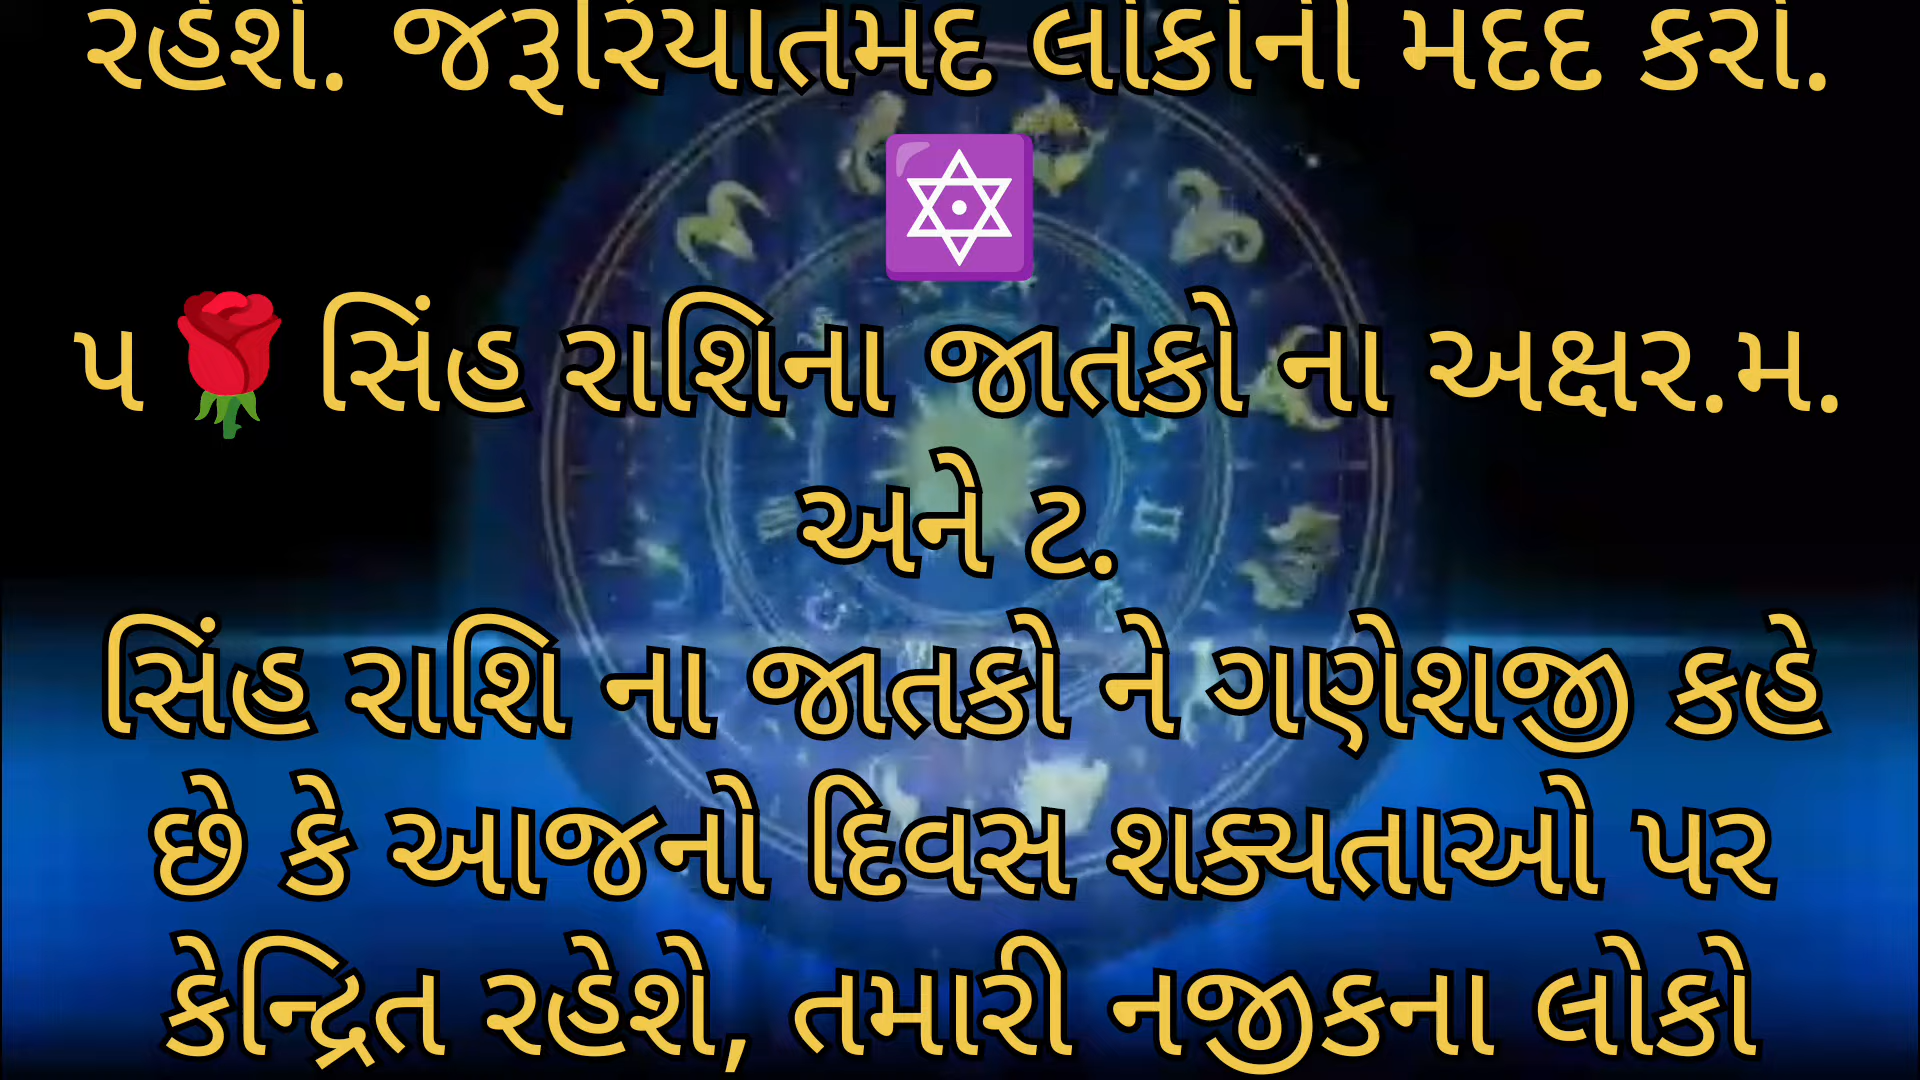 રહેશે. જરૂરિયાતમંદ લોકોની મદદ કરો.
🔯
૫🌹સિંહ રાશિના જાતકો ના અક્ષર.મ.
અને ટ.
સિંહ રાશિ ના જાતકો ને ગણેશજી કહે
છે કે આજનો દિવસ શક્યતાઓ પર
કેન્દ્રિત રહેશે, તમારી નજીકના લોકો